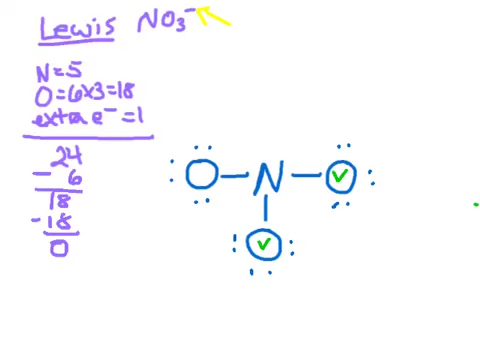 Lewis NO3⁻
N=5
O=6x3=18
extra e⁻=1
24
- 6
18
-18
0
:O—N—O:
O